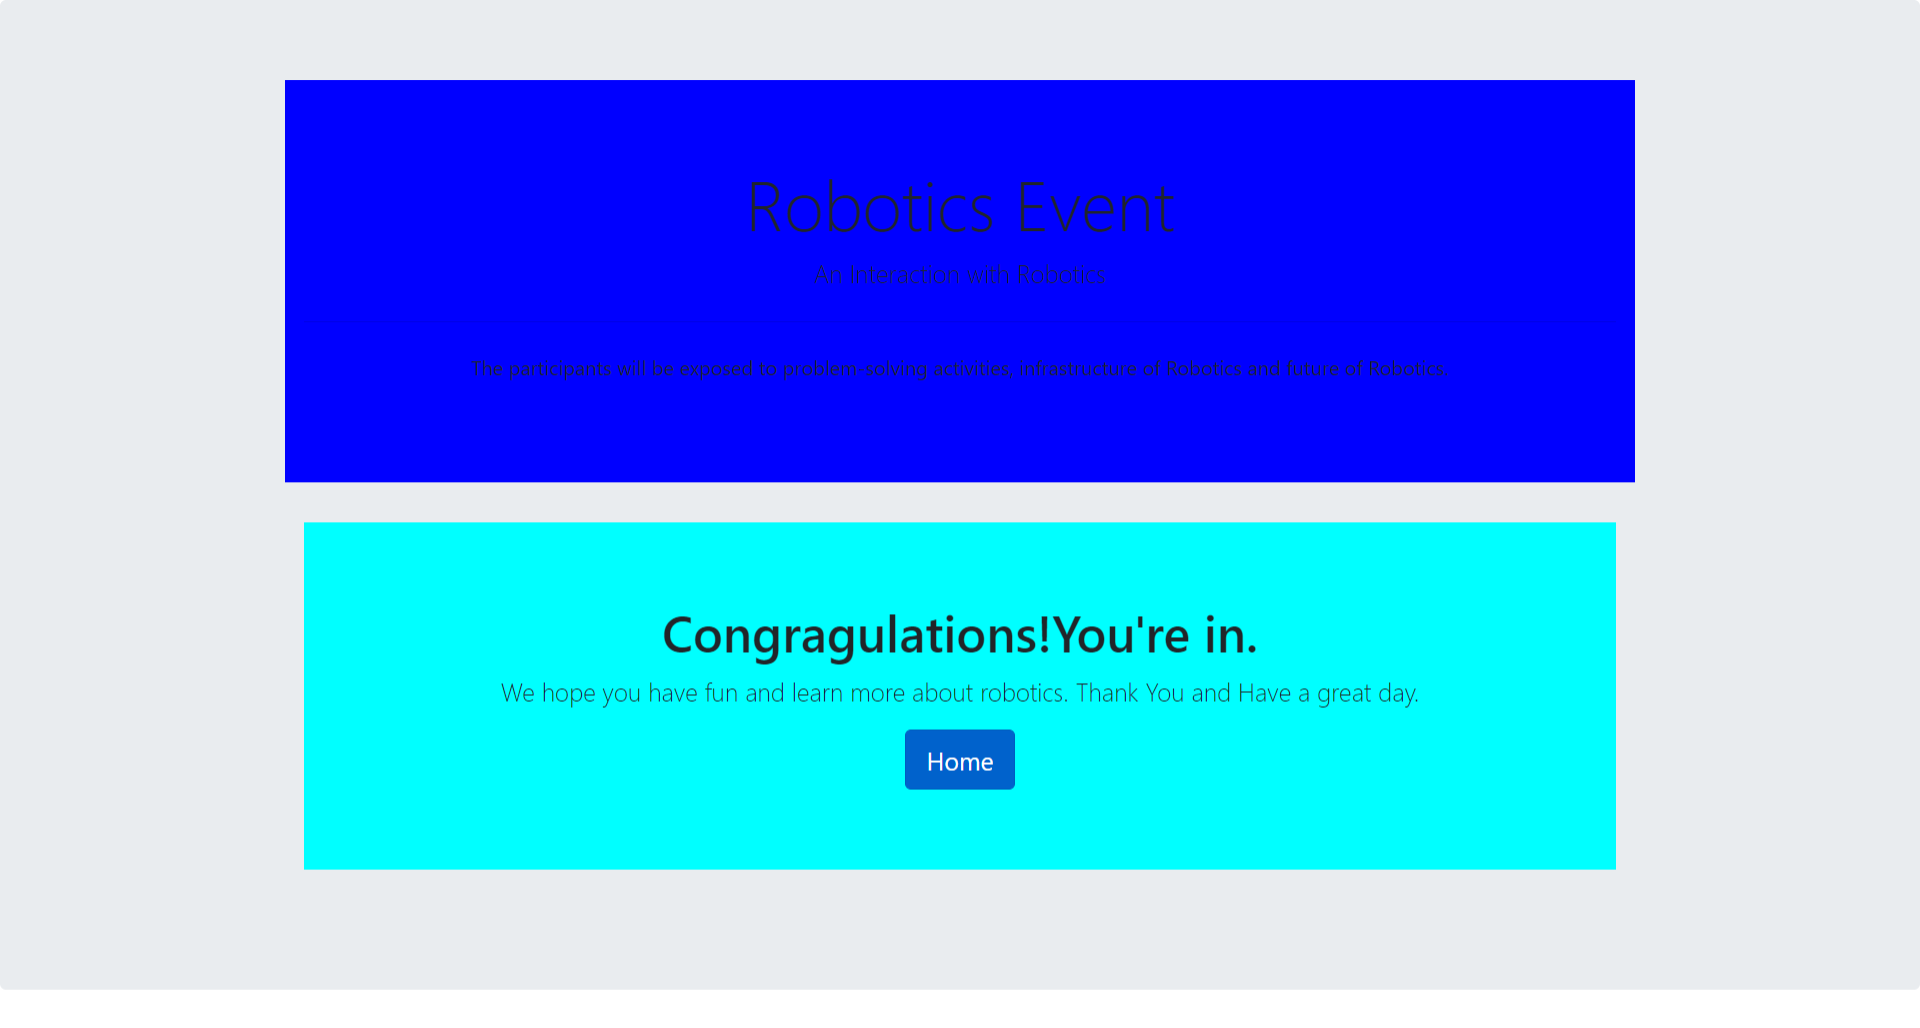 Robotics Event
An Interaction with Robotics
The participants will be exposed to problem-solving activities, infrastructure of Robotics and future of Robotics.
Congragulations!You're in.
We hope you have fun and learn more about robotics. Thank You and Have a great day.
Home